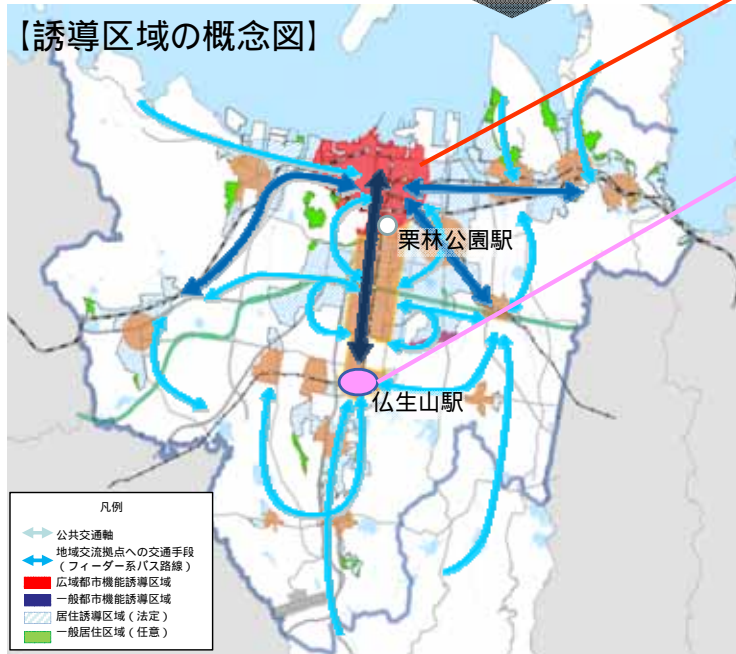 【誘導区域の概念図】
栗林公園駅
仏生山駅
凡例
公共交通軸
地域交流拠点への交通手段
（フィーダー系バス路線）
広域都市機能誘導区域
一般都市機能誘導区域
居住誘導区域（法定）
一般居住区域（任意）